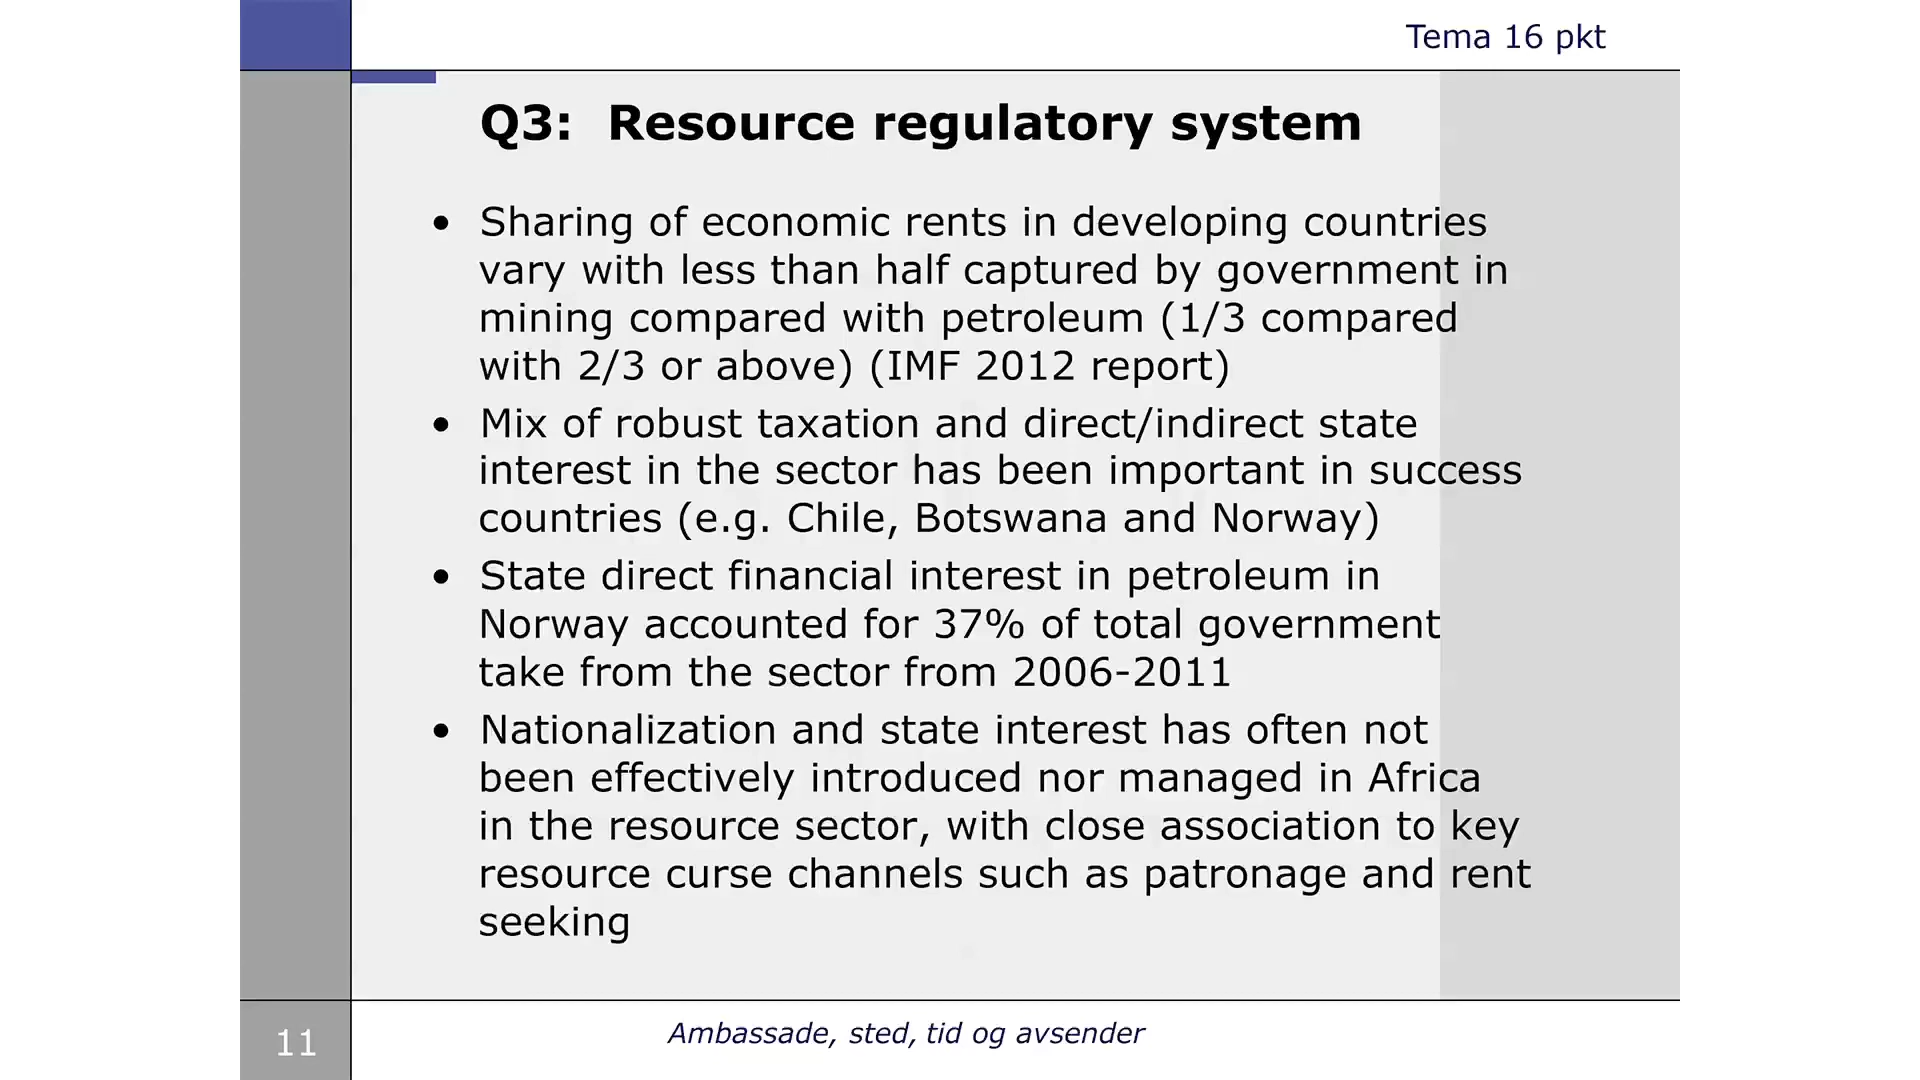 Tema 16 pkt
Q3: Resource regulatory system
• Sharing of economic rents in developing countries
vary with less than half captured by government in
mining compared with petroleum (1/3 compared
with 2/3 or above) (IMF 2012 report)
• Mix of robust taxation and direct/indirect state
interest in the sector has been important in success
countries (e.g. Chile, Botswana and Norway)
• State direct financial interest in petroleum in
Norway accounted for 37% of total government
take from the sector from 2006-2011
• Nationalization and state interest has often not
been effectively introduced nor managed in Africa
in the resource sector, with close association to key
resource curse channels such as patronage and rent
seeking
11
Ambassade, sted, tid og avsender